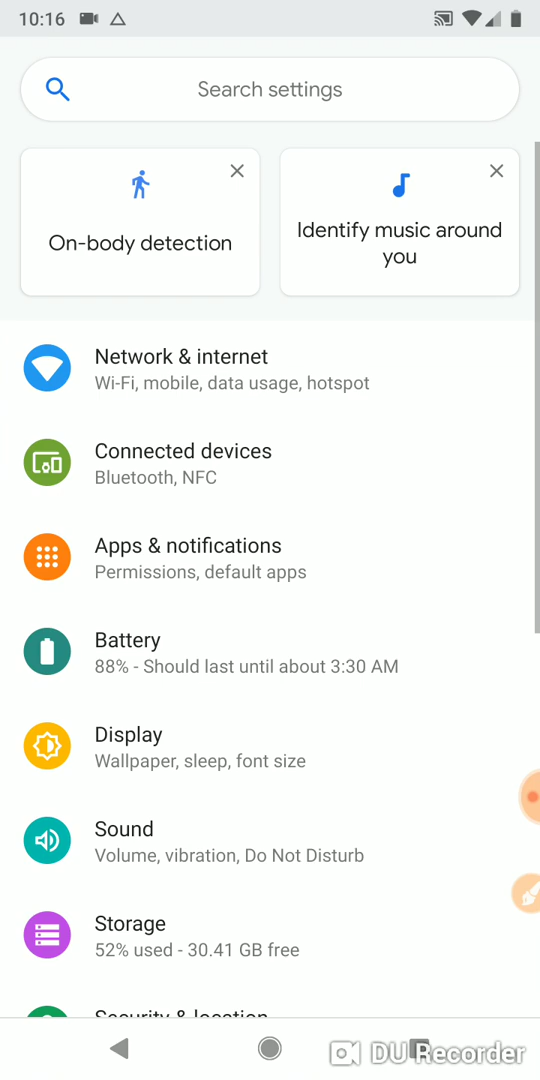 10:16
Search settings
On-body detection
Identify music around
you
Network & internet
Wi-Fi, mobile, data usage, hotspot
Connected devices
Bluetooth, NFC
Apps & notifications
Permissions, default apps
Battery
88% - Should last until about 3:30 AM
Display
Wallpaper, sleep, font size
Sound
Volume, vibration, Do Not Disturb
Storage
52% used - 30.41 GB free
Security & location
DU Recorder